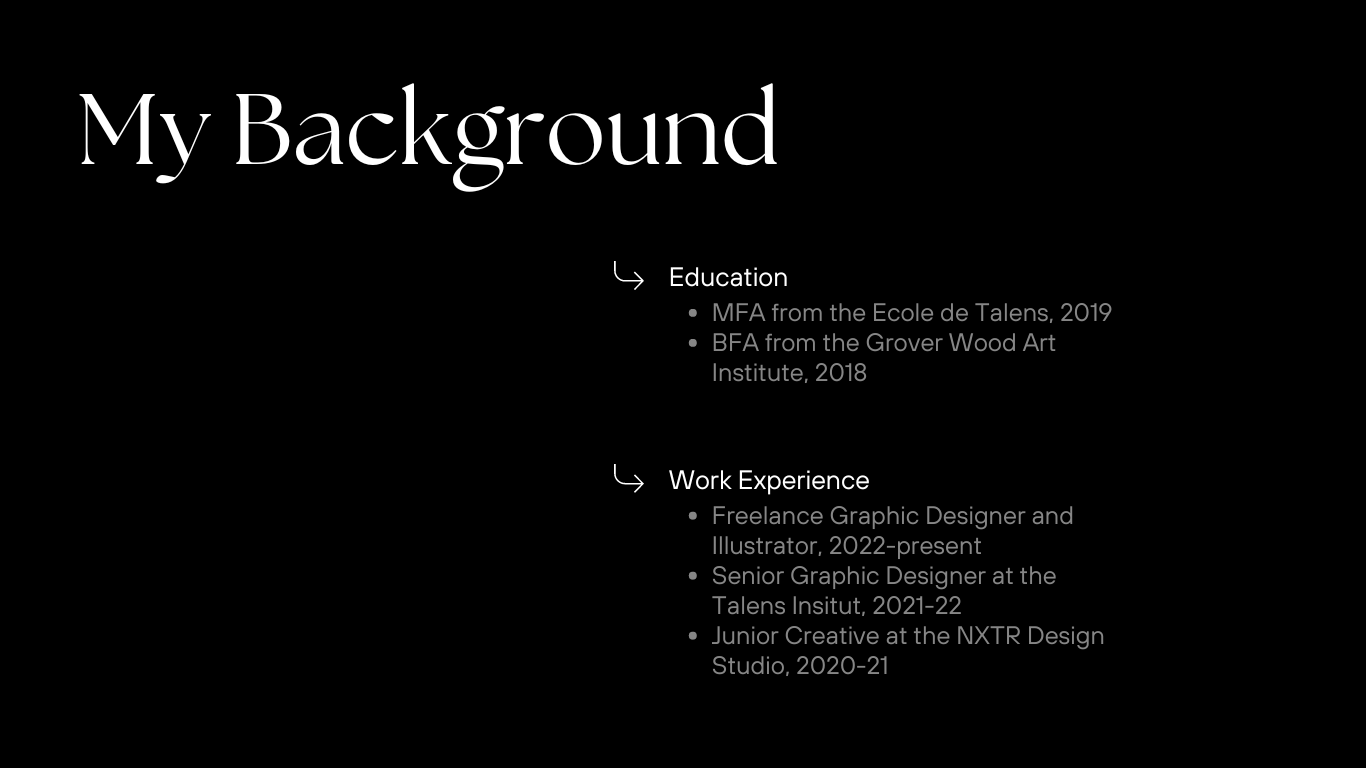 My Background
Education
• MFA from the Ecole de Talens, 2019
• BFA from the Grover Wood Art
Institute, 2018
Work Experience
• Freelance Graphic Designer and
Illustrator, 2022-present
• Senior Graphic Designer at the
Talens Insitut, 2021-22
• Junior Creative at the NXTR Design
Studio, 2020-21